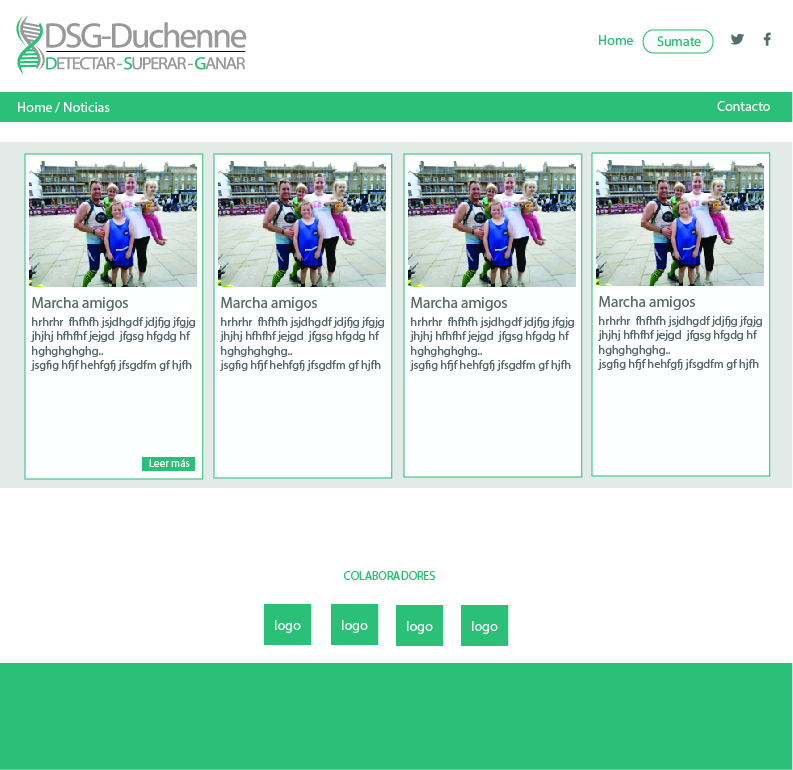 DSG-Duchenne
DETECTAR - SUPERAR - GANAR
Home
Sumate
Home / Noticias
Contacto
Marcha amigos
hrhrhr fhfhfh jsjdhgdf jdjfjg jfgjg
jhjhj hfhfhf jejgd jfgsg hfgdg hf
hghghghghg..
jsgfig hfjf hehfgfj jfsgdfm gf hjfh
Leer más
Marcha amigos
hrhrhr fhfhfh jsjdhgdf jdjfjg jfgjg
jhjhj hfhfhf jejgd jfgsg hfgdg hf
hghghghghg..
jsgfig hfjf hehfgfj jfsgdfm gf hjfh
Marcha amigos
hrhrhr fhfhfh jsjdhgdf jdjfjg jfgjg
jhjhj hfhfhf jejgd jfgsg hfgdg hf
hghghghghg..
jsgfig hfjf hehfgfj jfsgdfm gf hjfh
Marcha amigos
hrhrhr fhfhfh jsjdhgdf jdjfjg jfgjg
jhjhj hfhfhf jejgd jfgsg hfgdg hf
hghghghghg..
jsgfig hfjf hehfgfj jfsgdfm gf hjfh
COLABORADORES
logo
logo
logo
logo